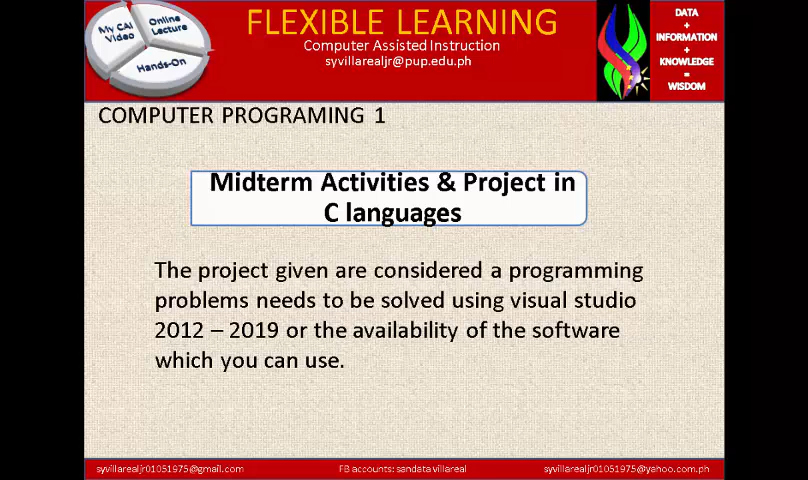 My CAI
Video
Online
Lecture
Hands-On
FLEXIBLE LEARNING
Computer Assisted Instruction
syvillarealjr@pup.edu.ph
DATA
+
INFORMATION
+
KNOWLEDGE
=
WISDOM
COMPUTER PROGRAMING 1
Midterm Activities & Project in
C languages
The project given are considered a programming
problems needs to be solved using visual studio
2012 – 2019 or the availability of the software
which you can use.
syvillarealjr01051975@gmail.com
FB accounts: sandata villareal
syvillarealjr01051975@yahoo.com.ph